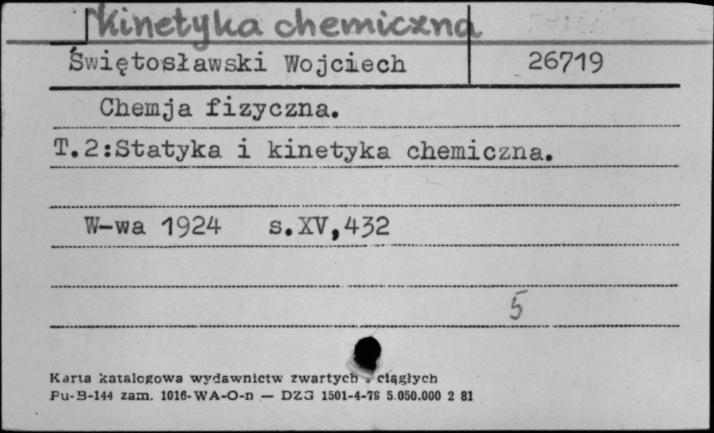 kinetyka chemiczna
Świętosławski Wojciech 26719
Chemja fizyczna.
T.2:Statyka i kinetyka chemiczna.
W-wa 1924 s.XV,432
5
Karta katalogowa wydawnictw zwartych i ciągłych
Pu-B-144 zam. 1016-WA-O-n — DZG 1501-4-76 5.050.000 2 81